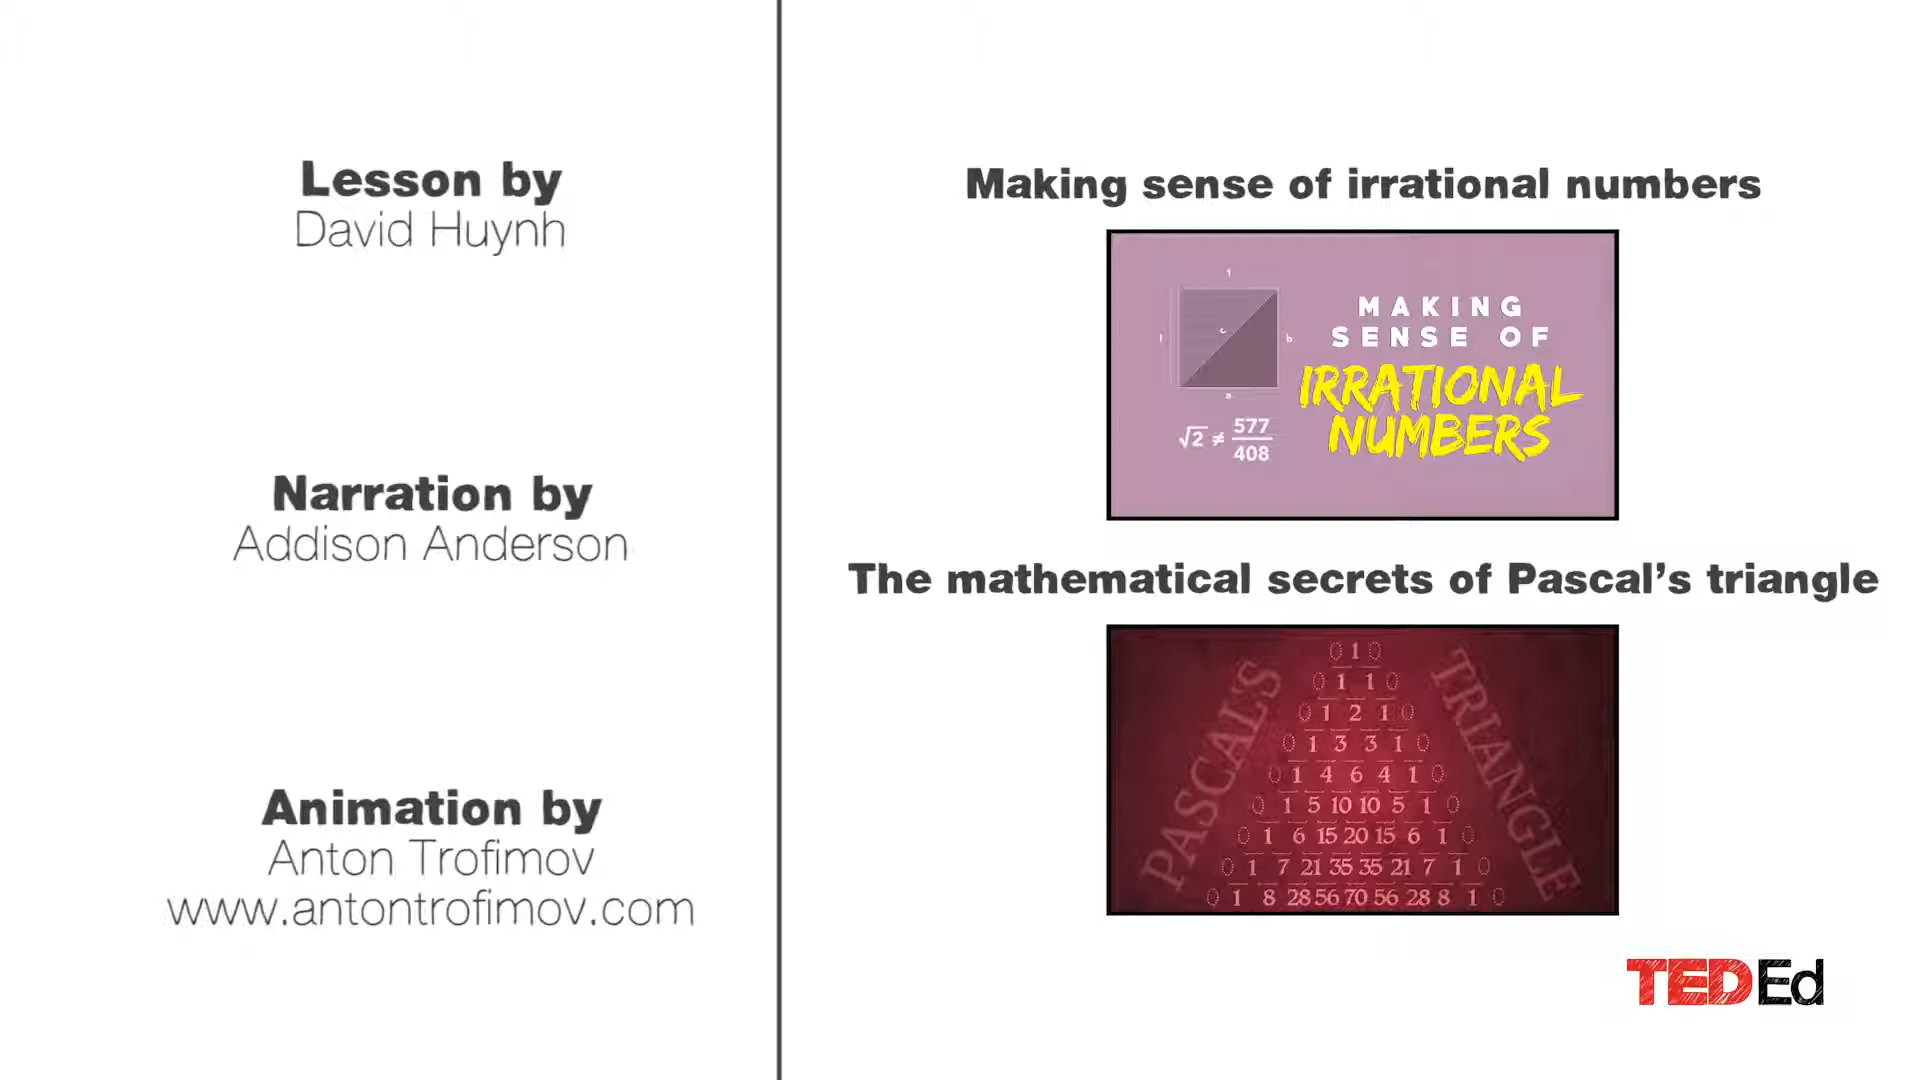 Lesson by
David Huynh
Narration by
Addison Anderson
Animation by
Anton Trofimov
www.antontrofimov.com
Making sense of irrational numbers
1
1
c
b
a
√2 ≠ 577
408
MAKING
SENSE OF
IRRATIONAL
NUMBERS
The mathematical secrets of Pascal's triangle
PASCAL'S
TRIANGLE
0 1 0
0 1 1 0
0 1 2 1 0
0 1 3 3 1 0
0 1 4 6 4 1 0
0 1 5 10 10 5 1 0
0 1 6 15 20 15 6 1 0
0 1 7 21 35 35 21 7 1 0
0 1 8 28 56 70 56 28 8 1 0
TEDEd